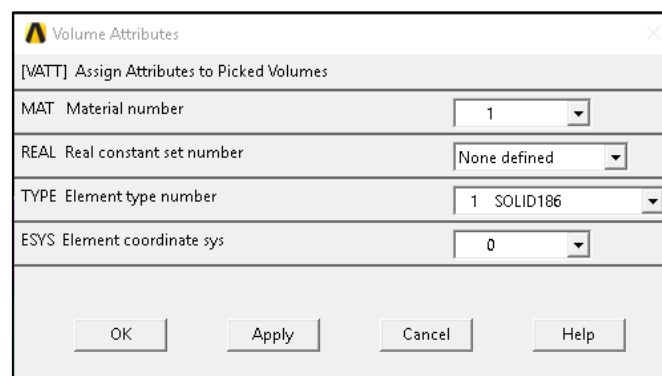 Volume Attributes
[VATT] Assign Attributes to Picked Volumes
MAT Material number 1
REAL Real constant set number None defined
TYPE Element type number 1 SOLID186
ESYS Element coordinate sys 0
OK Apply Cancel Help